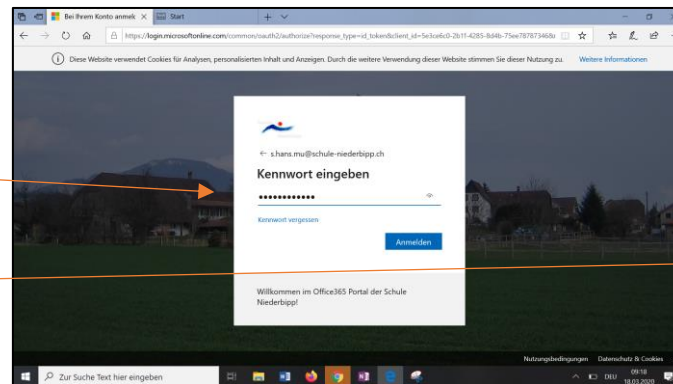 Bei Ihrem Konto anmelk
Start
https://login.microsoftonline.com/common/oauth2/authorize?response_type=id_token&client_id=5e3ce6c0-2b1f-4285-8d4b-75ee78787346&
Diese Website verwendet Cookies für Analysen, personalisierten Inhalt und Anzeigen. Durch die weitere Verwendung dieser Website stimmen Sie dieser Nutzung zu. Weitere Informationen
s.hans.mu@schule-niederbipp.ch
Kennwort eingeben
••••••••••••
Kennwort vergessen
Anmelden
Willkommen im Office365 Portal der Schule
Niederbipp!
Nutzungsbedingungen Datenschutz & Cookies
Zur Suche Text hier eingeben
DEU
09:18
18.03.2020